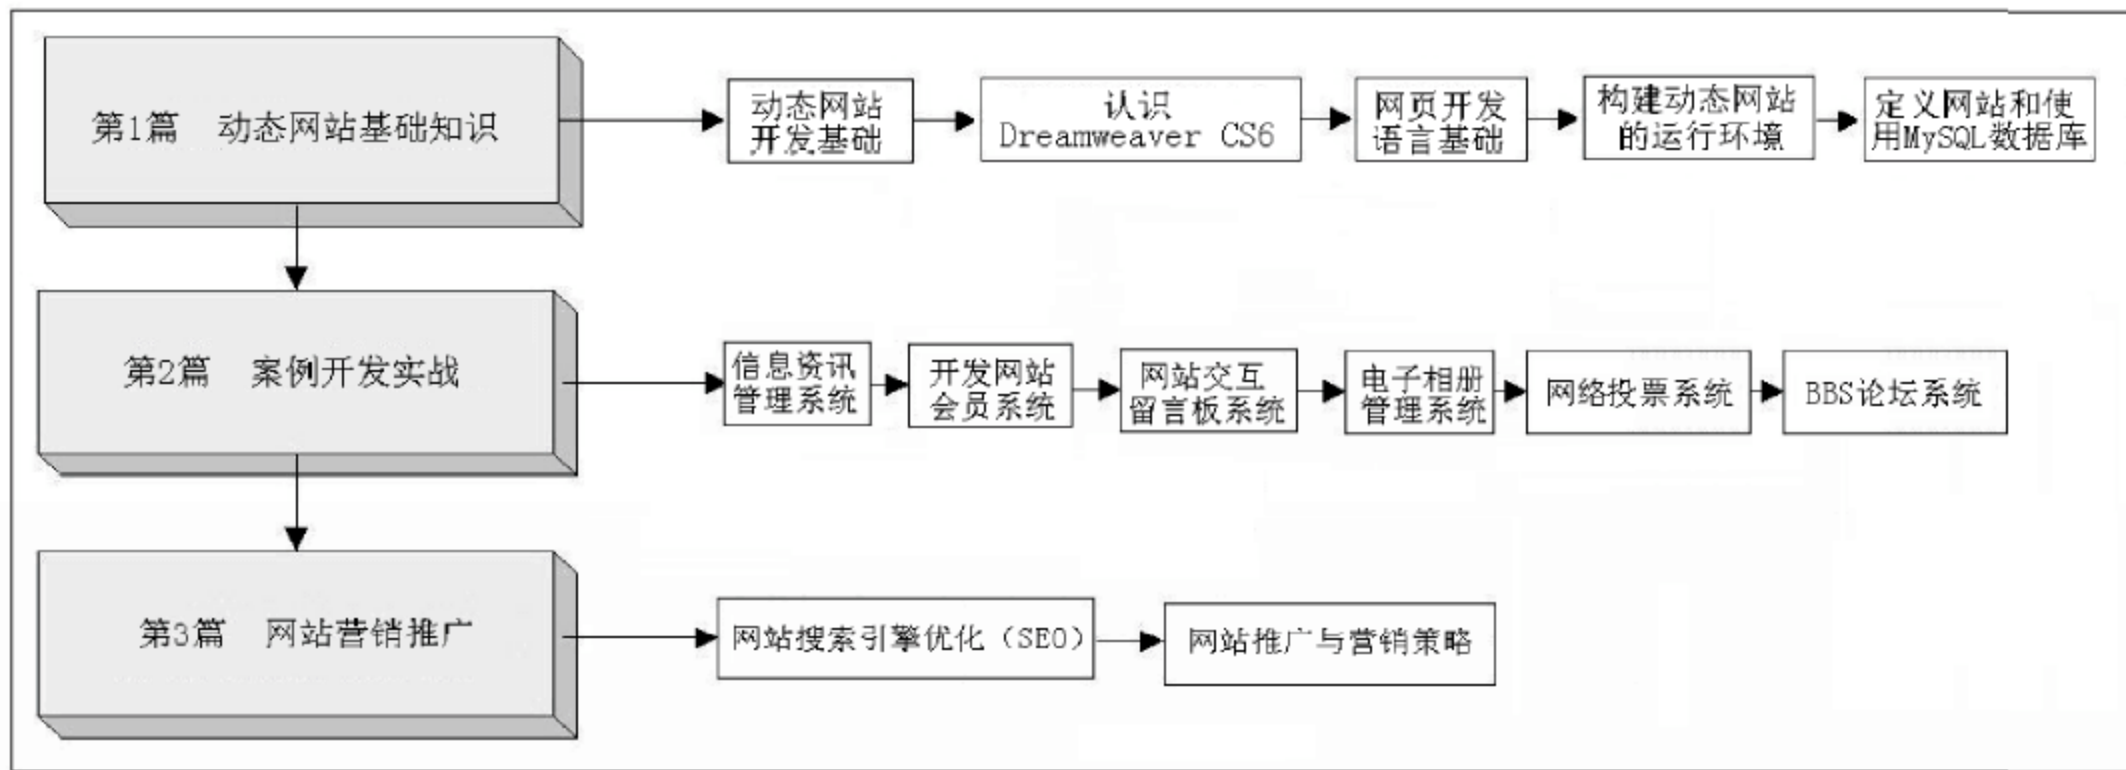 第1篇 动态网站基础知识
动态网站
开发基础
认识
Dreamweaver CS6
网页开发
语言基础
构建动态网站
的运行环境
定义网站和使
用MySQL数据库
第2篇 案例开发实战
信息资讯
管理系统
开发网站
会员系统
网站交互
留言板系统
电子相册
管理系统
网络投票系统
BBS论坛系统
第3篇 网站营销推广
网站搜索引擎优化（SEO）
网站推广与营销策略